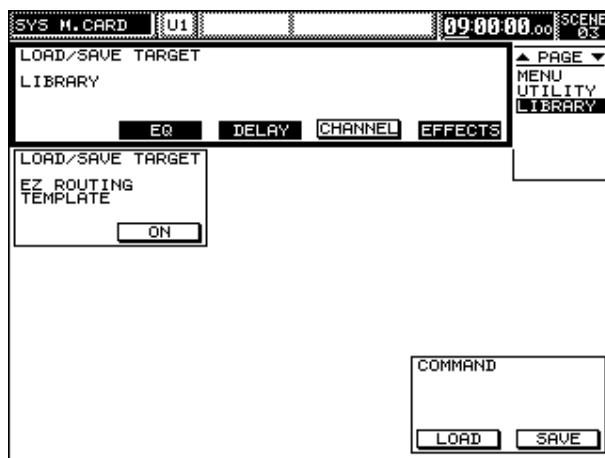 SYS M.CARD U1 09:00:00.00 SCENE 03
LOAD/SAVE TARGET
LIBRARY
EQ DELAY CHANNEL EFFECTS
▲ PAGE ▼
MENU
UTILITY
LIBRARY
LOAD/SAVE TARGET
EZ ROUTING
TEMPLATE
ON
COMMAND
LOAD SAVE